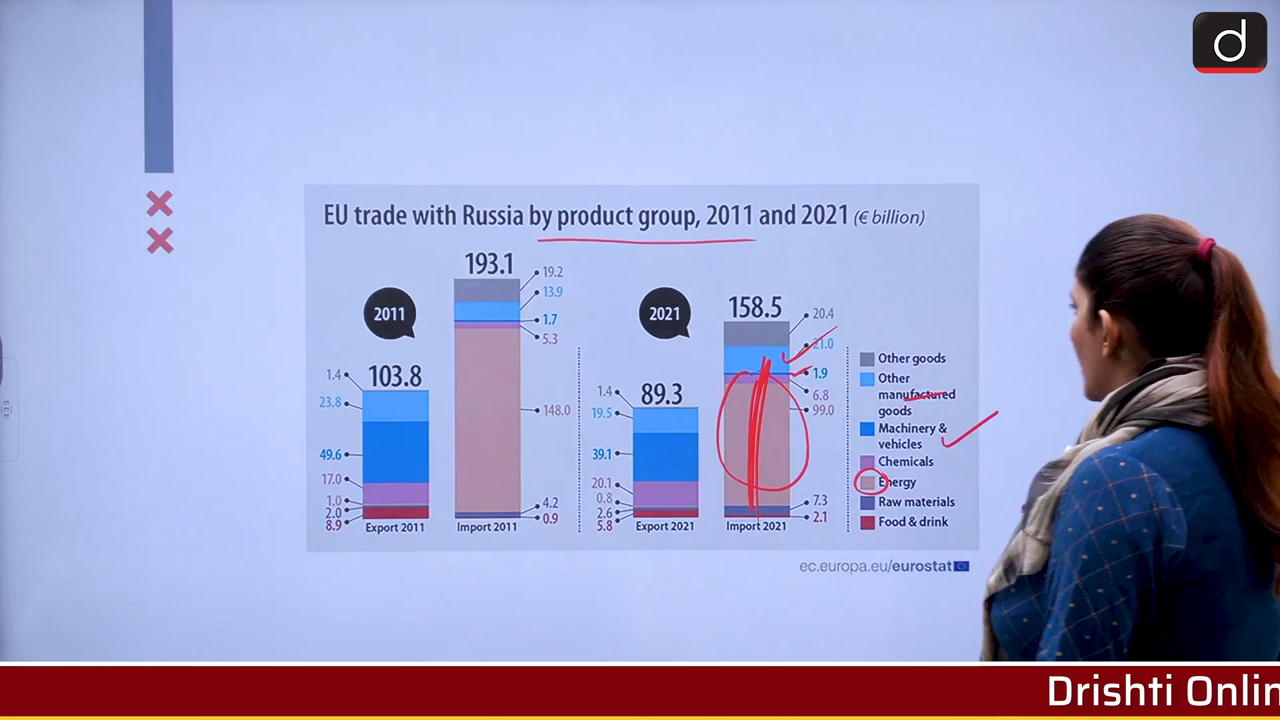 d
EU trade with Russia by product group, 2011 and 2021 (€ billion)
2011
103.8
1.4
23.8
49.6
17.0
1.0
2.0
8.9
Export 2011
193.1
19.2
13.9
1.7
5.3
148.0
4.2
0.9
Import 2011
2021
89.3
1.4
19.5
39.1
20.1
0.8
2.6
5.8
Export 2021
158.5
20.4
21.0
1.9
6.8
99.0
7.3
2.1
Import 2021
Other goods
Other
manufactured
goods
Machinery &
vehicles
Chemicals
Energy
Raw materials
Food & drink
ec.europa.eu/eurostat
Drishti Onlin